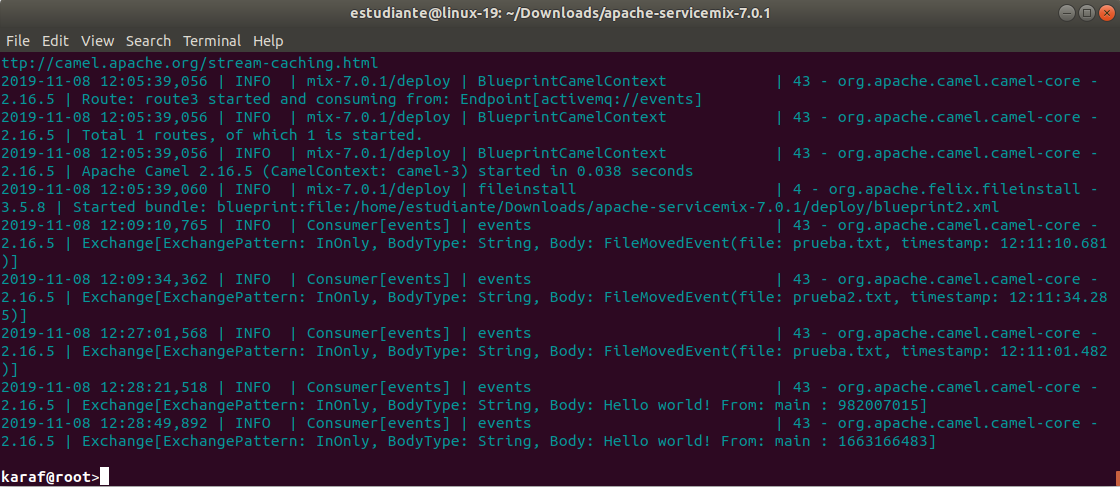 estudiante@linux-19: ~/Downloads/apache-servicemix-7.0.1
File Edit View Search Terminal Help
ttp://camel.apache.org/stream-caching.html
2019-11-08 12:05:39,056 | INFO  | mix-7.0.1/deploy | BlueprintCamelContext            | 43 - org.apache.camel.camel-core -
2.16.5 | Route: route3 started and consuming from: Endpoint[activemq://events]
2019-11-08 12:05:39,056 | INFO  | mix-7.0.1/deploy | BlueprintCamelContext            | 43 - org.apache.camel.camel-core -
2.16.5 | Total 1 routes, of which 1 is started.
2019-11-08 12:05:39,056 | INFO  | mix-7.0.1/deploy | BlueprintCamelContext            | 43 - org.apache.camel.camel-core -
2.16.5 | Apache Camel 2.16.5 (CamelContext: camel-3) started in 0.038 seconds
2019-11-08 12:05:39,060 | INFO  | mix-7.0.1/deploy | fileinstall                      | 4 - org.apache.felix.fileinstall -
3.5.8 | Started bundle: blueprint:file:/home/estudiante/Downloads/apache-servicemix-7.0.1/deploy/blueprint2.xml
2019-11-08 12:09:10,765 | INFO  | Consumer[events] | events                           | 43 - org.apache.camel.camel-core -
2.16.5 | Exchange[ExchangePattern: InOnly, BodyType: String, Body: FileMovedEvent(file: prueba.txt, timestamp: 12:11:10.681
)]
2019-11-08 12:09:34,362 | INFO  | Consumer[events] | events                           | 43 - org.apache.camel.camel-core -
2.16.5 | Exchange[ExchangePattern: InOnly, BodyType: String, Body: FileMovedEvent(file: prueba2.txt, timestamp: 12:11:34.28
5)]
2019-11-08 12:27:01,568 | INFO  | Consumer[events] | events                           | 43 - org.apache.camel.camel-core -
2.16.5 | Exchange[ExchangePattern: InOnly, BodyType: String, Body: FileMovedEvent(file: prueba.txt, timestamp: 12:11:01.482
)]
2019-11-08 12:28:21,518 | INFO  | Consumer[events] | events                           | 43 - org.apache.camel.camel-core -
2.16.5 | Exchange[ExchangePattern: InOnly, BodyType: String, Body: Hello world! From: main : 982007015]
2019-11-08 12:28:49,892 | INFO  | Consumer[events] | events                           | 43 - org.apache.camel.camel-core -
2.16.5 | Exchange[ExchangePattern: InOnly, BodyType: String, Body: Hello world! From: main : 1663166483]
karaf@root>